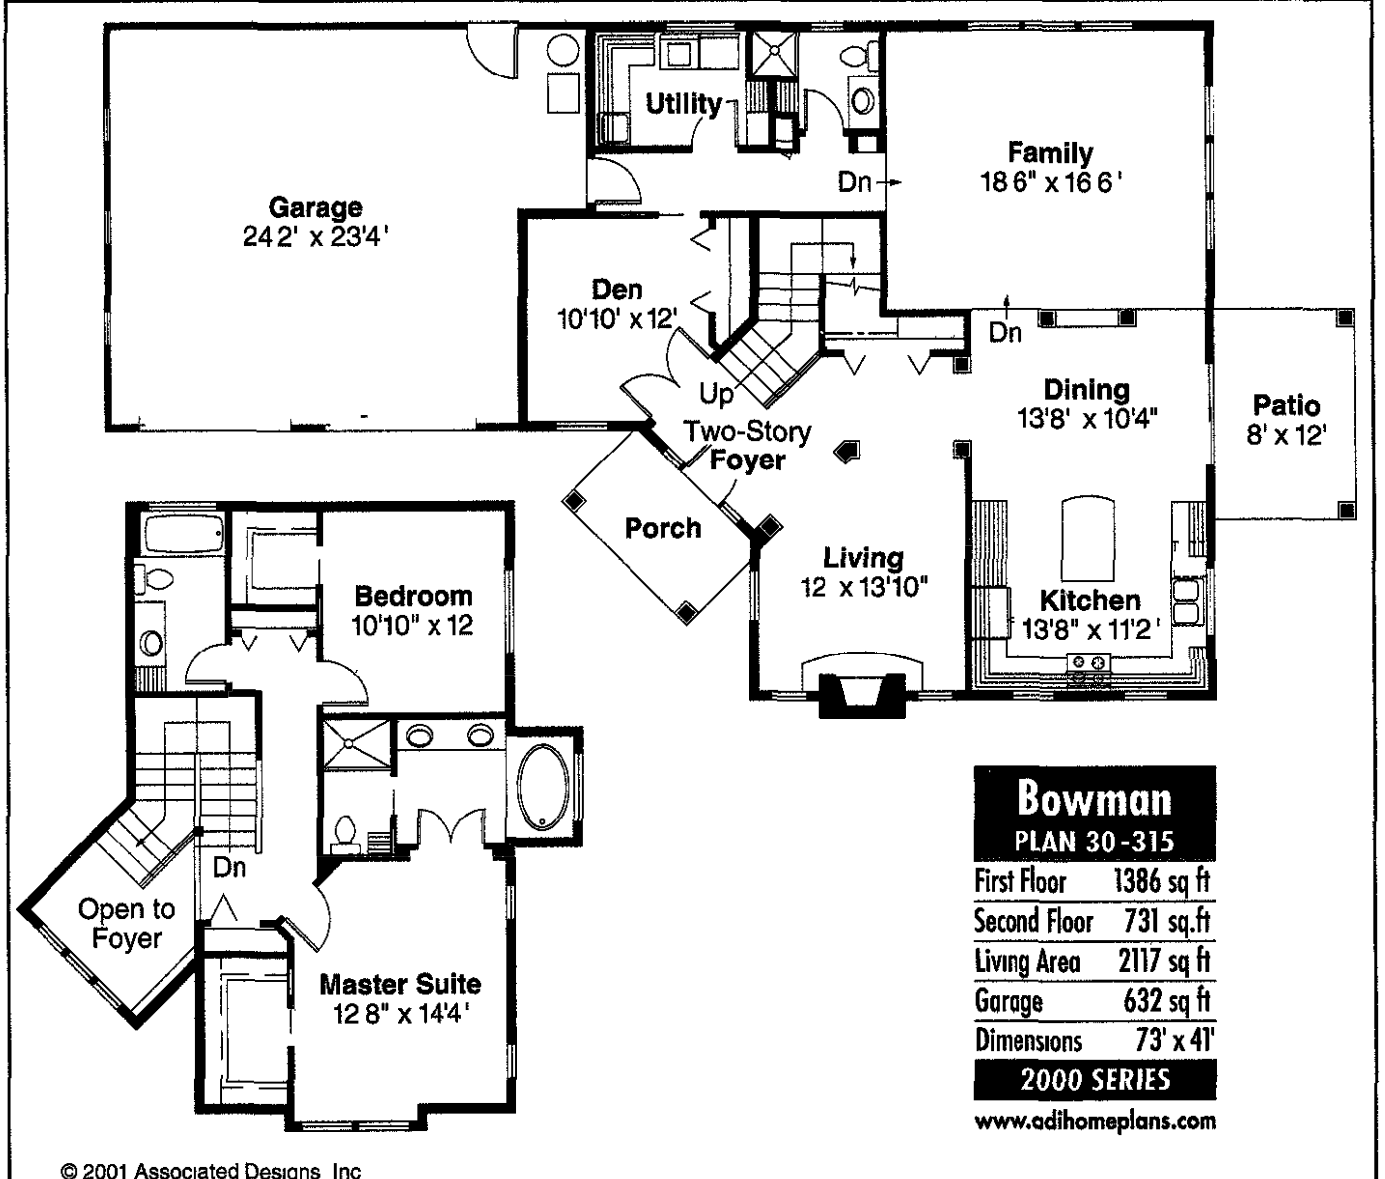 Garage
24 2' x 23'4'
Utility
Dn
Family
18 6" x 16 6'
Den
10'10' x 12'
Up
Two-Story
Foyer
Dn
Dining
13'8' x 10'4"
Patio
8' x 12'
Porch
Living
12 x 13'10"
Kitchen
13'8" x 11'2'
Bedroom
10'10" x 12
Dn
Open to
Foyer
Master Suite
12 8" x 14'4'
Bowman
PLAN 30-315
First Floor 1386 sq ft
Second Floor 731 sq.ft
Living Area 2117 sq ft
Garage 632 sq ft
Dimensions 73' x 41'
2000 SERIES
www.adihomeplans.com
© 2001 Associated Designs Inc